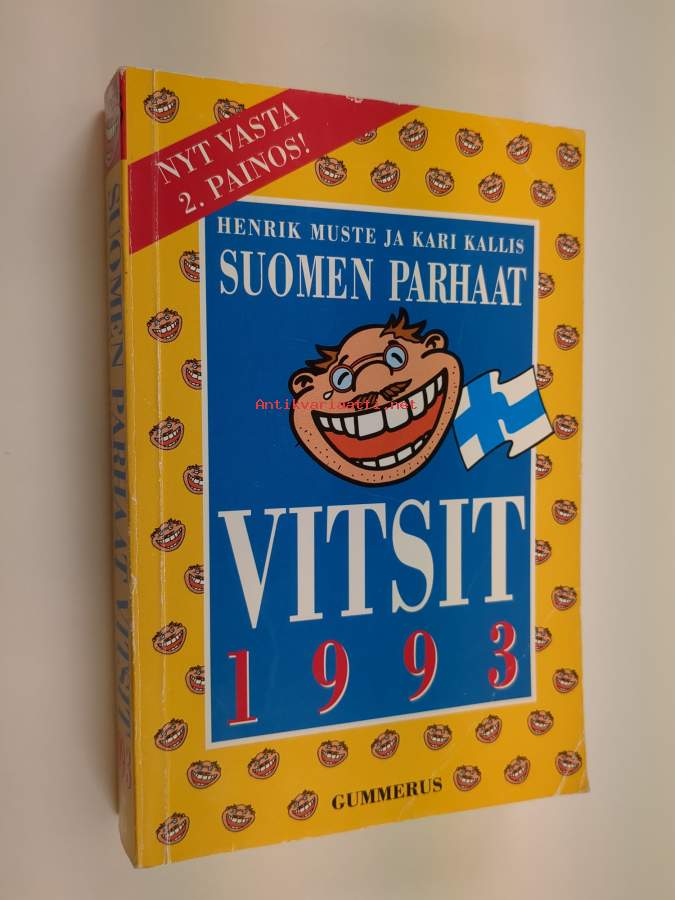 NYT VASTA
2. PAINOS!
HENRIK MUSTE JA KARI KALLIS
SUOMEN PARHAAT
Antikvariaatti.net
VITSIT
1993
GUMMERUS
SUOMEN PARHAAT VITSIT 1993